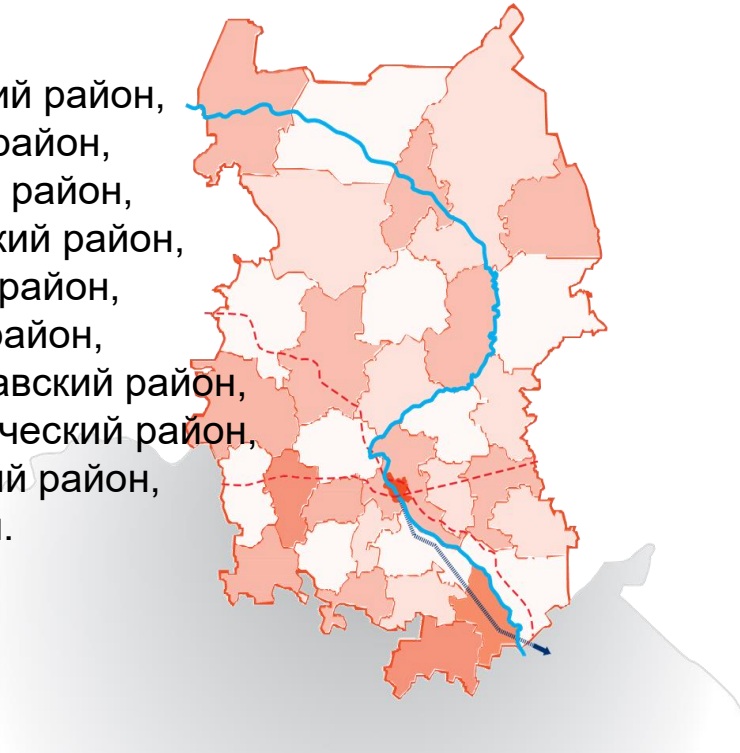 ий район,
район,
район,
кий район,
район,
район,
авский район,
ческий район,
ий район,
.